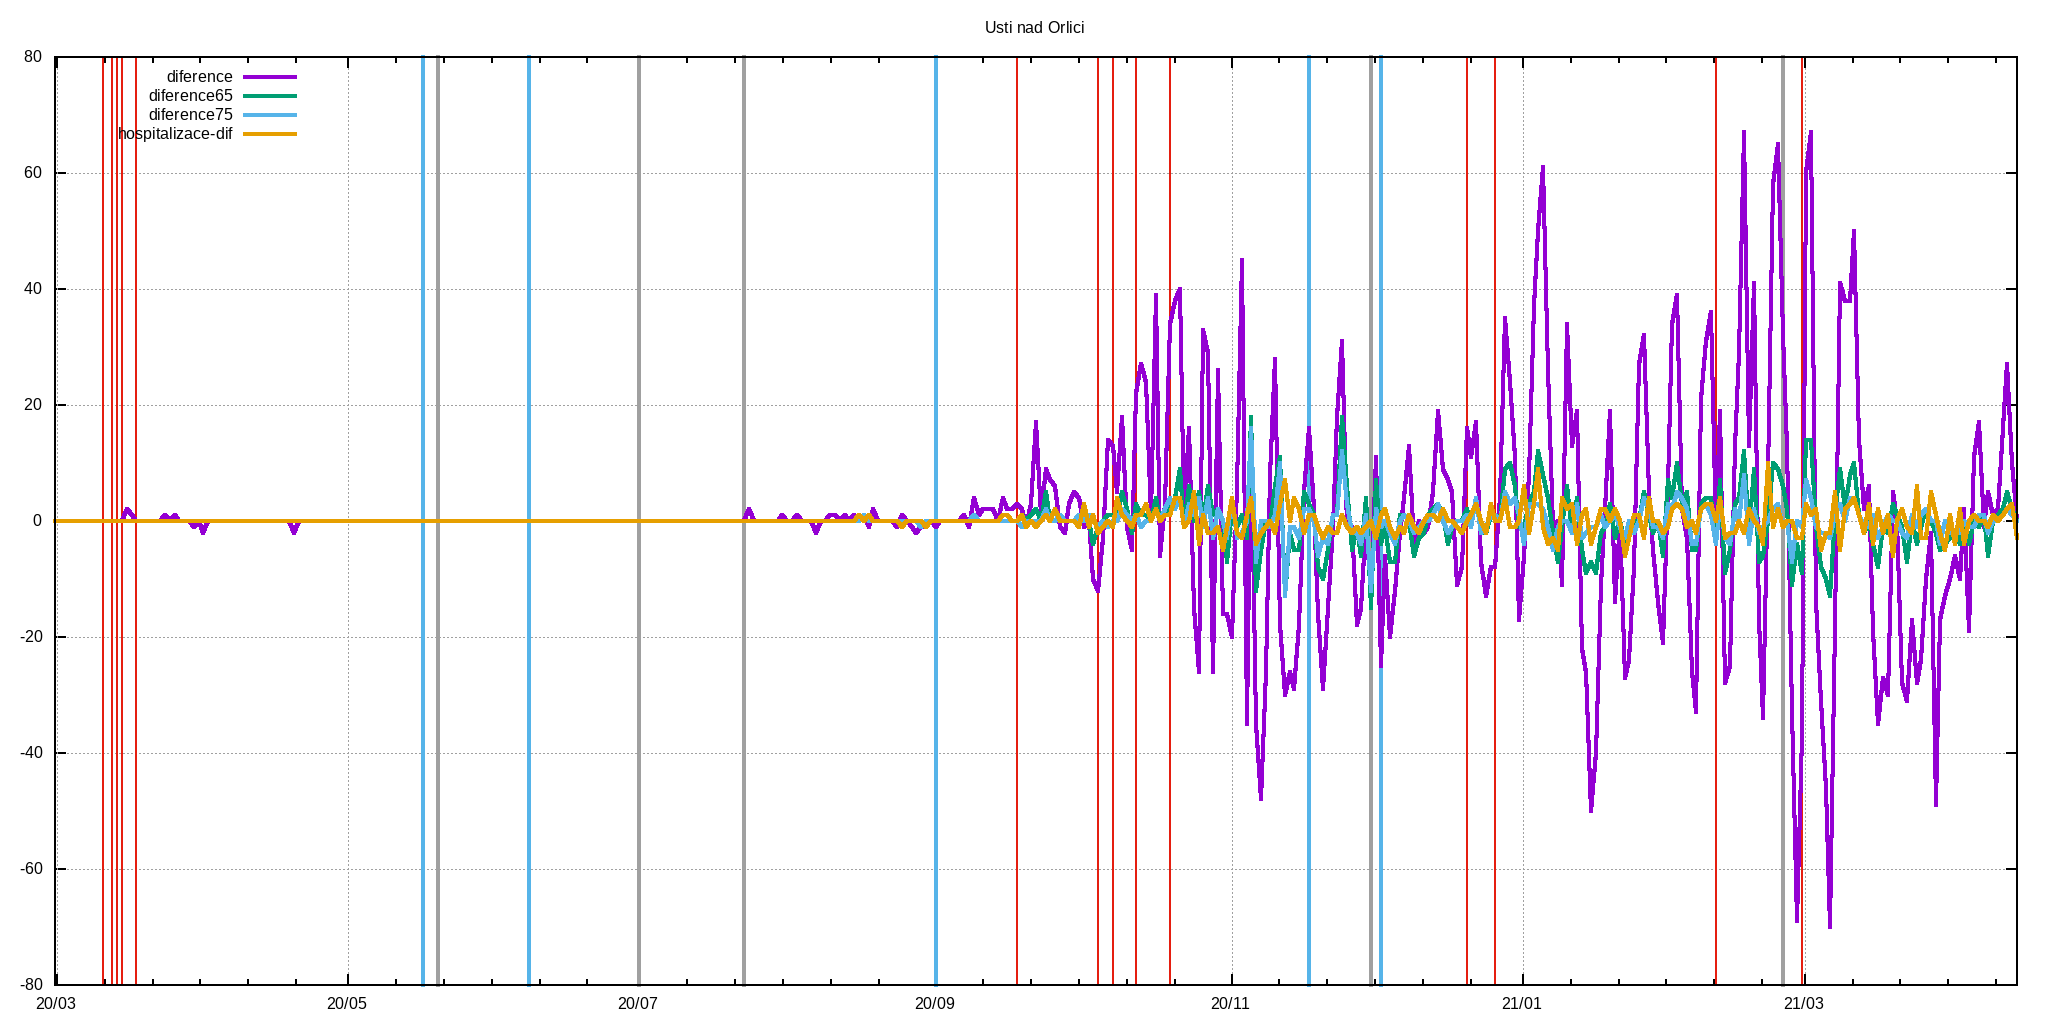 Usti nad Orlici
80
60
40
20
0
-20
-40
-60
-80
diference
diference65
diference75
hospitalizace-dif
20/03 20/05 20/07 20/09 20/11 21/01 21/03